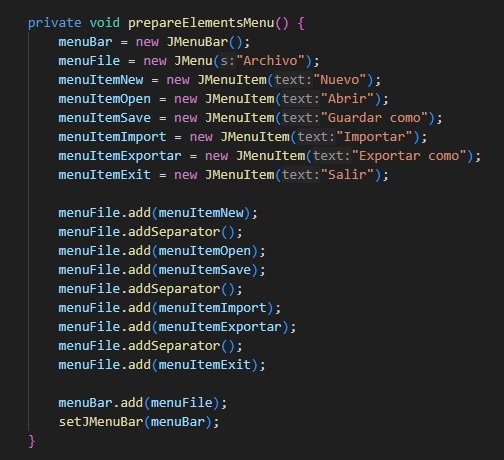 private void prepareElementsMenu() {
menuBar = new JMenuBar();
menuFile = new JMenu(s:"Archivo");
menuItemNew = new JMenuItem(text:"Nuevo");
menuItemOpen = new JMenuItem(text:"Abrir");
menuItemSave = new JMenuItem(text:"Guardar como");
menuItemImport = new JMenuItem(text:"Importar");
menuItemExportar = new JMenuItem(text:"Exportar como");
menuItemExit = new JMenuItem(text:"Salir");
menuFile.add(menuItemNew);
menuFile.addSeparator();
menuFile.add(menuItemOpen);
menuFile.add(menuItemSave);
menuFile.addSeparator();
menuFile.add(menuItemImport);
menuFile.add(menuItemExportar);
menuFile.addSeparator();
menuFile.add(menuItemExit);
menuBar.add(menuFile);
setJMenuBar(menuBar);
}